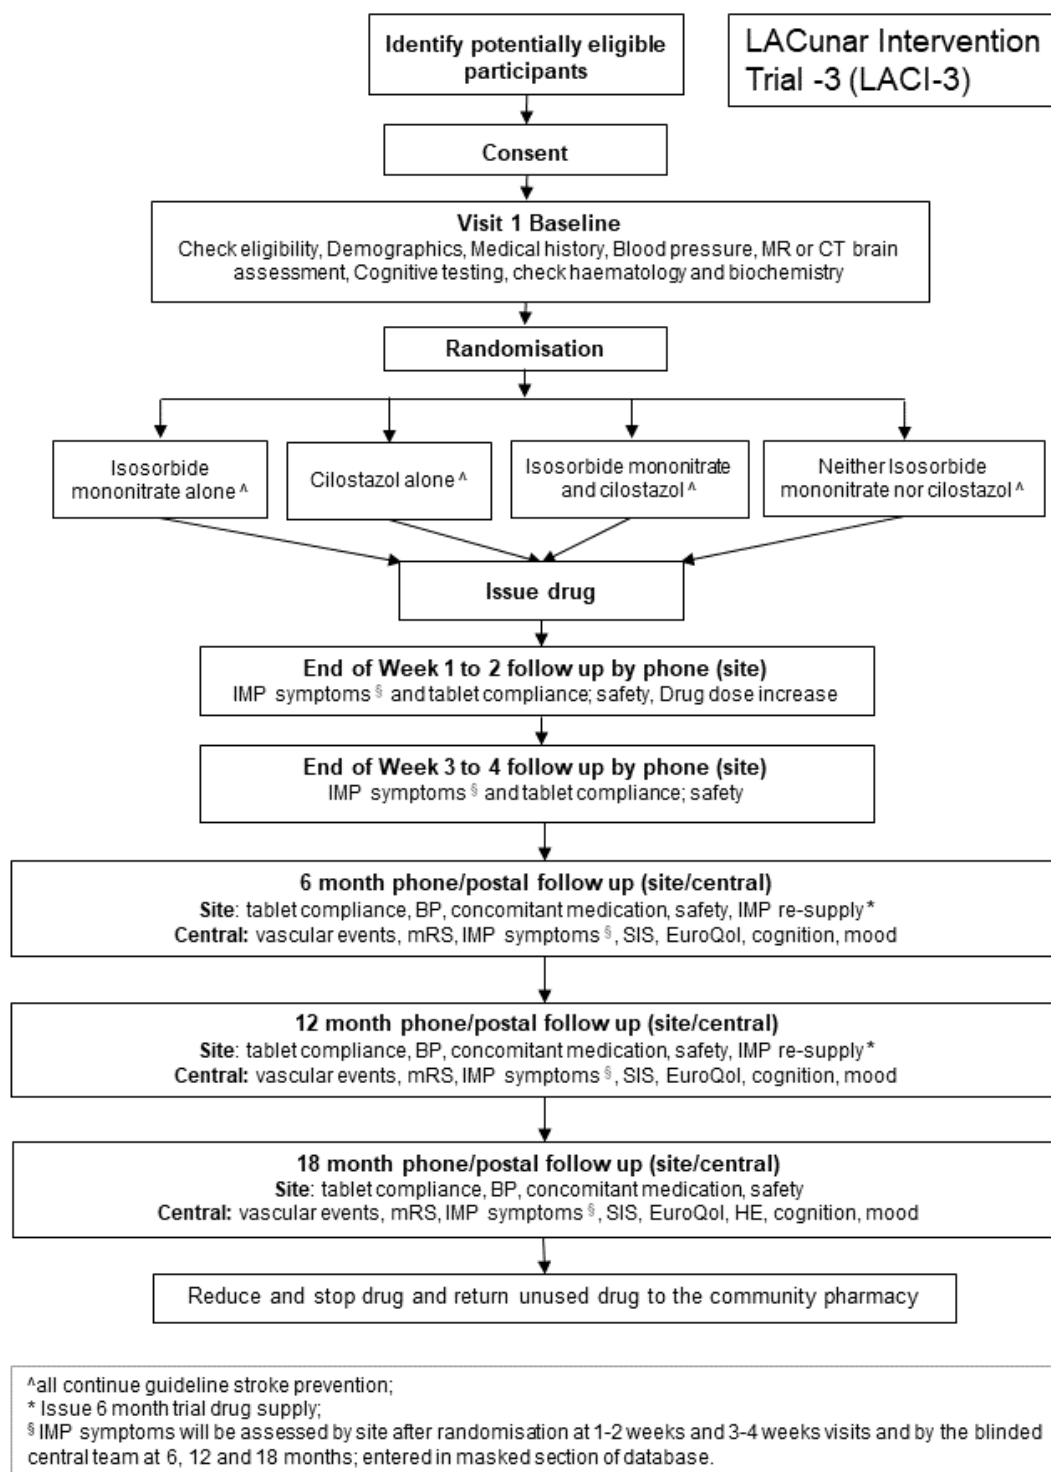 Identify potentially eligible
participants
LACunar Intervention
Trial -3 (LACI-3)
Consent
Visit 1 Baseline
Check eligibility, Demographics, Medical history, Blood pressure, MR or CT brain
assessment, Cognitive testing, check haematology and biochemistry
Randomisation
Isosorbide
mononitrate alone ^
Cilostazol alone ^
Isosorbide mononitrate
and cilostazol ^
Neither Isosorbide
mononitrate nor cilostazol ^
Issue drug
End of Week 1 to 2 follow up by phone (site)
IMP symptoms § and tablet compliance; safety, Drug dose increase
End of Week 3 to 4 follow up by phone (site)
IMP symptoms § and tablet compliance; safety
6 month phone/postal follow up (site/central)
Site: tablet compliance, BP, concomitant medication, safety, IMP re-supply*
Central: vascular events, mRS, IMP symptoms §, SIS, EuroQol, cognition, mood
12 month phone/postal follow up (site/central)
Site: tablet compliance, BP, concomitant medication, safety, IMP re-supply*
Central: vascular events, mRS, IMP symptoms §, SIS, EuroQol, cognition, mood
18 month phone/postal follow up (site/central)
Site: tablet compliance, BP, concomitant medication, safety
Central: vascular events, mRS, IMP symptoms §, SIS, EuroQol, HE, cognition, mood
Reduce and stop drug and return unused drug to the community pharmacy
^all continue guideline stroke prevention;
* Issue 6 month trial drug supply;
§ IMP symptoms will be assessed by site after randomisation at 1-2 weeks and 3-4 weeks visits and by the blinded
central team at 6, 12 and 18 months; entered in masked section of database.